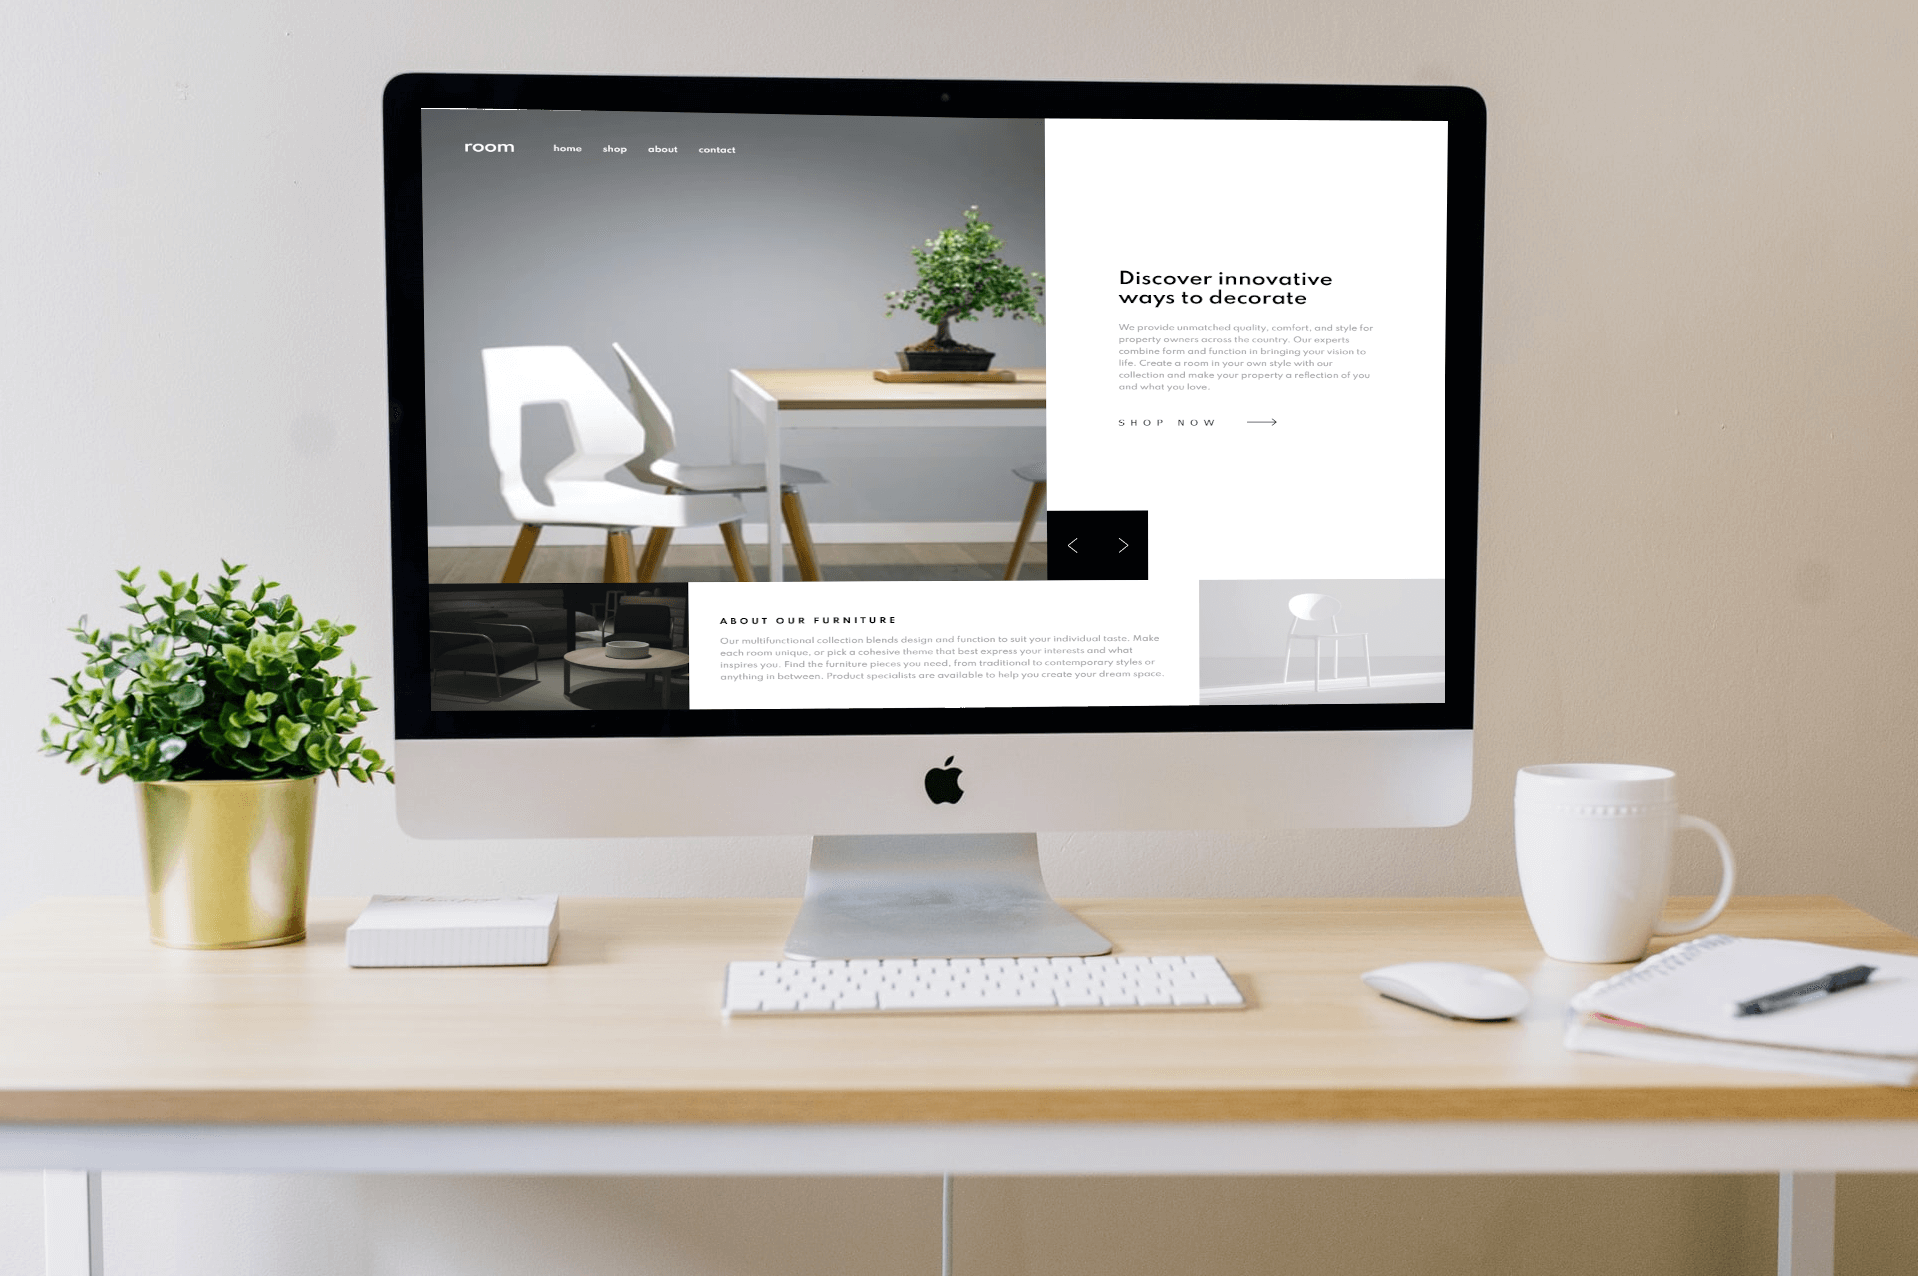 room
home shop about contact
Discover innovative
ways to decorate
We provide unmatched quality, comfort, and style for
property owners across the country. Our experts
combine form and function in bringing your vision to
life. Create a room in your own style with our
collection and make your property a reflection of you
and what you love.
SHOP NOW
ABOUT OUR FURNITURE
Our multifunctional collection blends design and function to suit your individual taste. Make
each room unique, or pick a cohesive theme that best express your interests and what
inspires you. Find the furniture pieces you need, from traditional to contemporary styles or
anything in between. Product specialists are available to help you create your dream space.